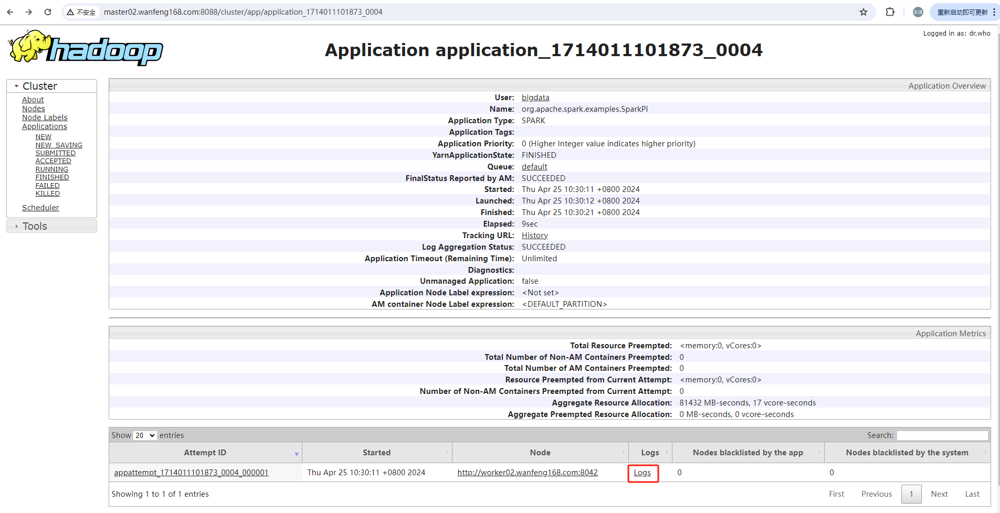 不安全 master02.wanfeng168.com:8088/cluster/app/application_1714011101873_0004 友谋 重新启动即可更新
Logged in as: dr.who
hadoop
Application application_1714011101873_0004
Cluster
About
Nodes
Node Labels
Applications
NEW
NEW_SAVING
SUBMITTED
ACCEPTED
RUNNING
FINISHED
FAILED
KILLED
Scheduler
Tools
Application Overview
User: bigdata
Name: org.apache.spark.examples.SparkPi
Application Type: SPARK
Application Tags:
Application Priority: 0 (Higher Integer value indicates higher priority)
YarnApplicationState: FINISHED
Queue: default
FinalStatus Reported by AM: SUCCEEDED
Started: Thu Apr 25 10:30:11 +0800 2024
Launched: Thu Apr 25 10:30:12 +0800 2024
Finished: Thu Apr 25 10:30:21 +0800 2024
Elapsed: 9sec
Tracking URL: History
Log Aggregation Status: SUCCEEDED
Application Timeout (Remaining Time): Unlimited
Diagnostics:
Unmanaged Application: false
Application Node Label expression: <Not set>
AM container Node Label expression: <DEFAULT_PARTITION>
Application Metrics
Total Resource Preempted: <memory:0, vCores:0>
Total Number of Non-AM Containers Preempted: 0
Total Number of AM Containers Preempted: 0
Resource Preempted from Current Attempt: <memory:0, vCores:0>
Number of Non-AM Containers Preempted from Current Attempt: 0
Aggregate Resource Allocation: 81432 MB-seconds, 17 vcore-seconds
Aggregate Preempted Resource Allocation: 0 MB-seconds, 0 vcore-seconds
Show 20 entries Search:
Attempt ID Started Node Logs Nodes blacklisted by the app Nodes blacklisted by the system
appattempt_1714011101873_0004_000001 Thu Apr 25 10:30:11 +0800 2024 http://worker02.wanfeng168.com:8042 Logs 0 0
Showing 1 to 1 of 1 entries First Previous 1 Next Last